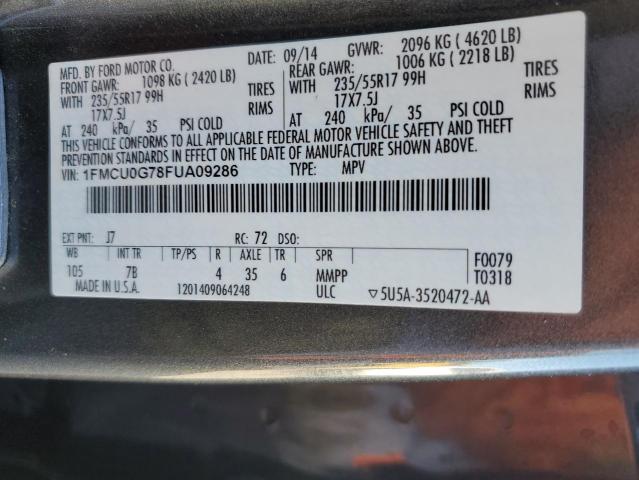 MFD. BY FORD MOTOR CO.
DATE: 09/14 GVWR: 2096 KG ( 4620 LB)
FRONT GAWR: 1098 KG ( 2420 LB) REAR GAWR: 1006 KG ( 2218 LB)
WITH 235/55R17 99H TIRES WITH 235/55R17 99H TIRES
17X7.5J RIMS 17X7.5J RIMS
AT 240 kPa/ 35 PSI COLD AT 240 kPa/ 35 PSI COLD
THIS VEHICLE CONFORMS TO ALL APPLICABLE FEDERAL MOTOR VEHICLE SAFETY AND THEFT
PREVENTION STANDARDS IN EFFECT ON THE DATE OF MANUFACTURE SHOWN ABOVE.
VIN: 1FMCU0G78FUA09286 TYPE: MPV
EXT PNT: J7 RC: 72 DSO:
WB INT TR TP/PS R AXLE TR SPR F0079
105 7B 4 35 6 MMPP T0318
MADE IN U.S.A. 1201409064248 ULC ▽5U5A-3520472-AA